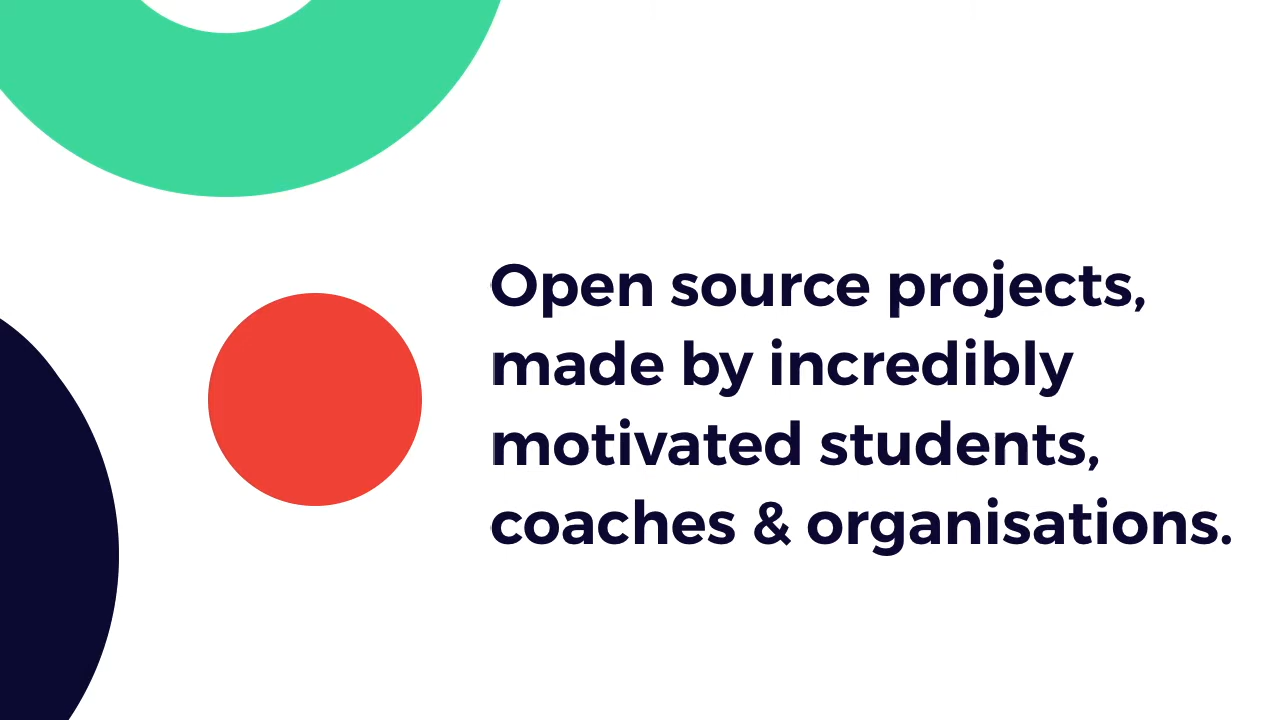 Open source projects,
made by incredibly
motivated students,
coaches & organisations.